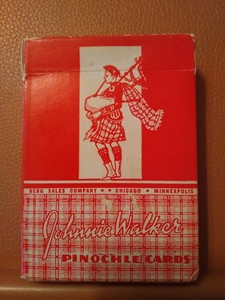 BERG SALES COMPANY • • CHICAGO • MINNEAPOLIS
Johnnie Walker
PINOCHLE CARDS